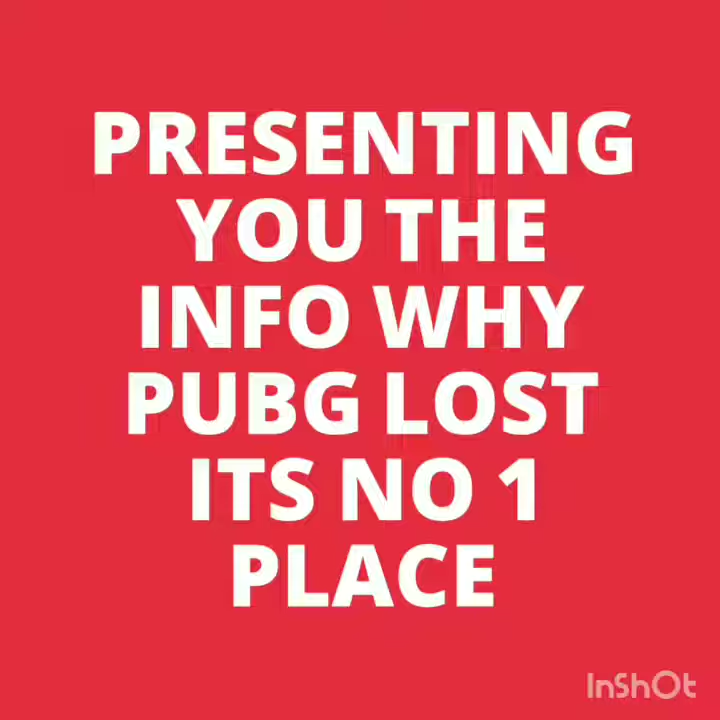 PRESENTING
YOU THE
INFO WHY
PUBG LOST
ITS NO 1
PLACE
InShOt